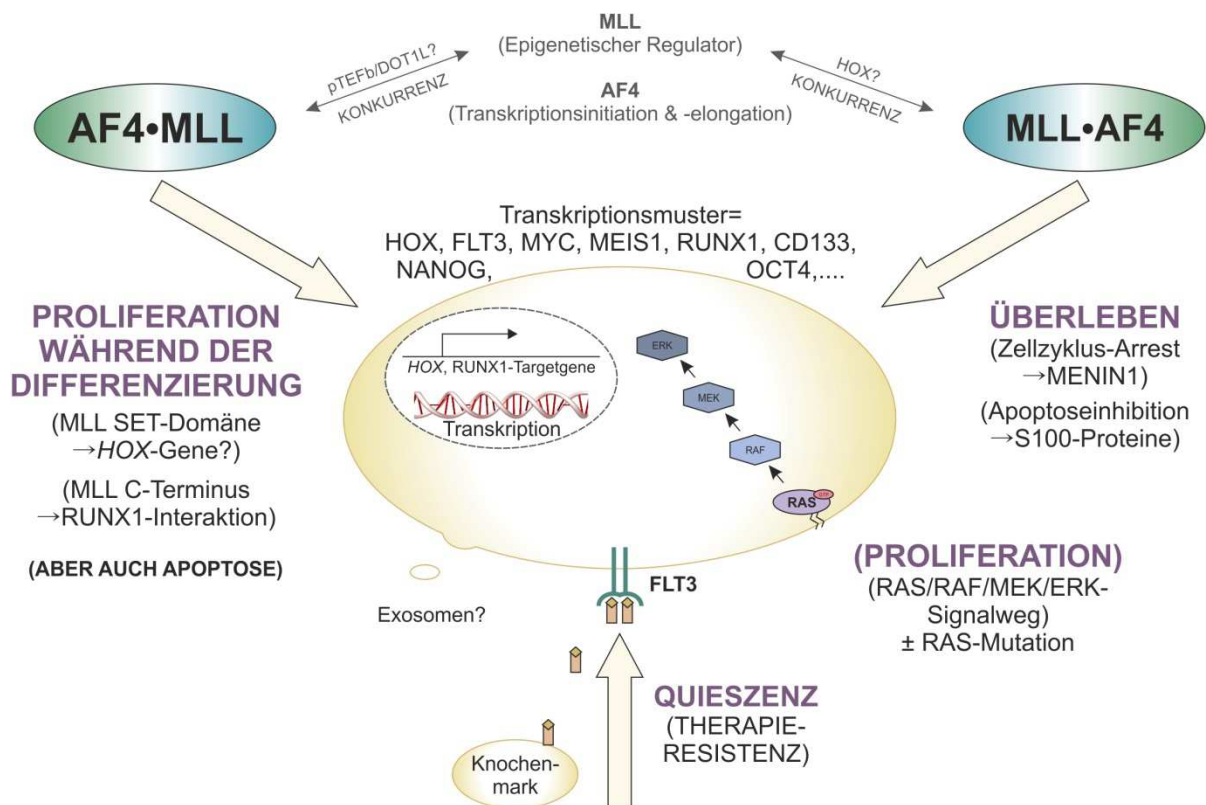 MLL
(Epigenetischer Regulator)
AF4
(Transkriptionsinitiation & -elongation)
pTEFb/DOT1L?
KONKURRENZ
HOX?
KONKURRENZ
AF4•MLL
MLL•AF4
Transkriptionsmuster=
HOX, FLT3, MYC, MEIS1, RUNX1, CD133,
NANOG, OCT4,....
PROLIFERATION
WÄHREND DER
DIFFERENZIERUNG
(MLL SET-Domäne
→HOX-Gene?)
(MLL C-Terminus
→RUNX1-Interaktion)
(ABER AUCH APOPTOSE)
HOX, RUNX1-Targetgene
Transkription
ERK
MEK
RAF
RAS
ÜBERLEBEN
(Zellzyklus-Arrest
→MENIN1)
(Apoptoseinhibition
→S100-Proteine)
(PROLIFERATION)
(RAS/RAF/MEK/ERK-
Signalweg)
± RAS-Mutation
FLT3
Exosomen?
QUIESZENZ
(THERAPIE-
RESISTENZ)
Knochen-
mark